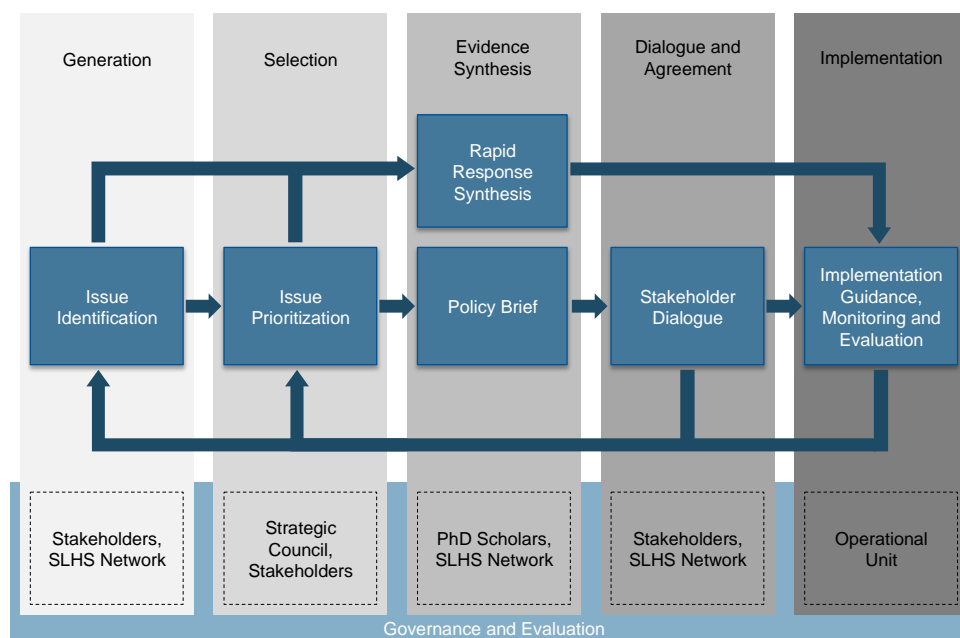 Generation
Selection
Evidence
Synthesis
Dialogue and
Agreement
Implementation
Rapid
Response
Synthesis
Issue
Identification
Issue
Prioritization
Policy Brief
Stakeholder
Dialogue
Implementation
Guidance,
Monitoring and
Evaluation
Stakeholders,
SLHS Network
Strategic
Council,
Stakeholders
PhD Scholars,
SLHS Network
Stakeholders,
SLHS Network
Operational
Unit
Governance and Evaluation